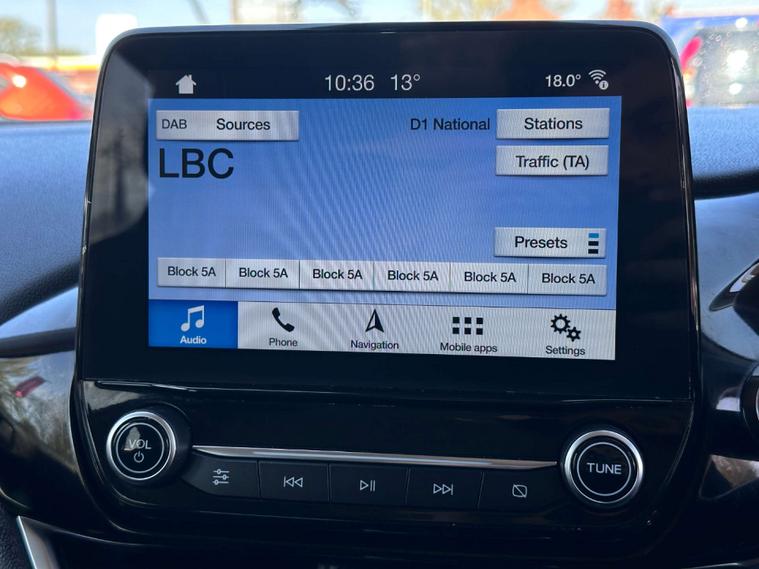 10:36 13° 18.0°
DAB Sources D1 National Stations
LBC Traffic (TA)
Presets
Block 5A Block 5A Block 5A Block 5A Block 5A Block 5A
Audio Phone Navigation Mobile apps Settings
VOL TUNE